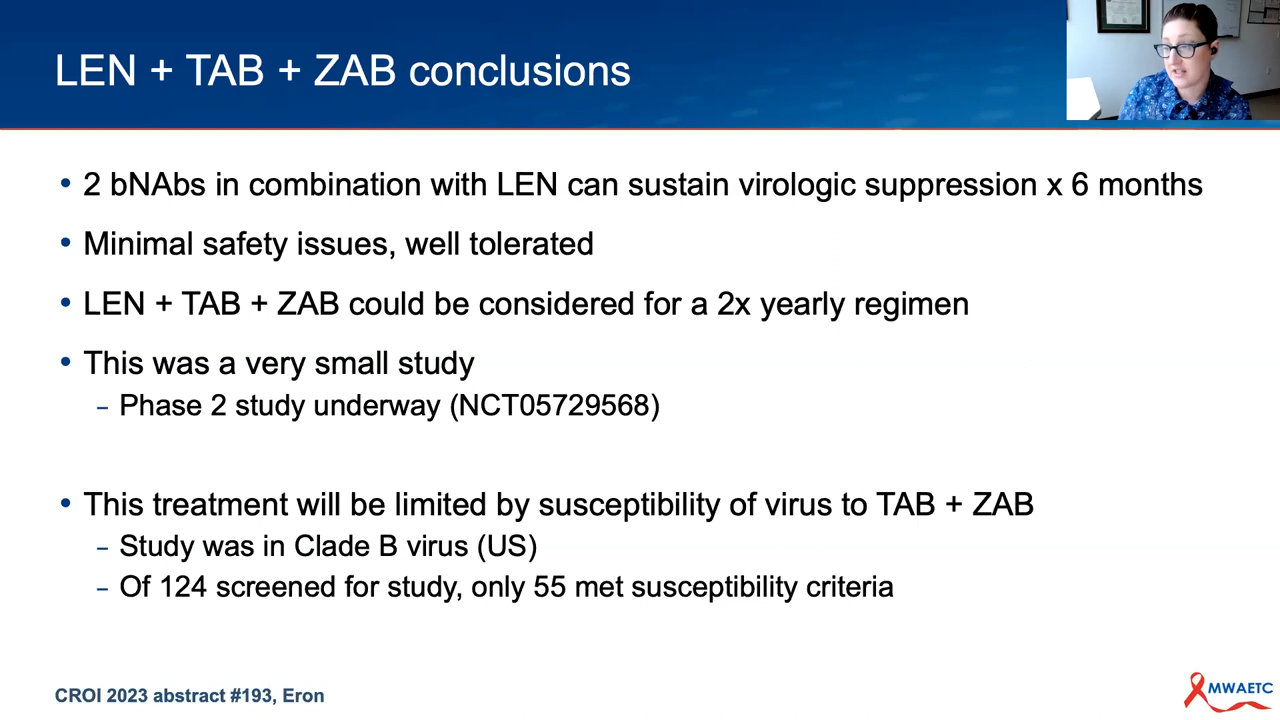 LEN + TAB + ZAB conclusions
• 2 bNAbs in combination with LEN can sustain virologic suppression x 6 months
• Minimal safety issues, well tolerated
• LEN + TAB + ZAB could be considered for a 2x yearly regimen
• This was a very small study
– Phase 2 study underway (NCT05729568)
• This treatment will be limited by susceptibility of virus to TAB + ZAB
– Study was in Clade B virus (US)
– Of 124 screened for study, only 55 met susceptibility criteria
CROI 2023 abstract #193, Eron
MWAETC